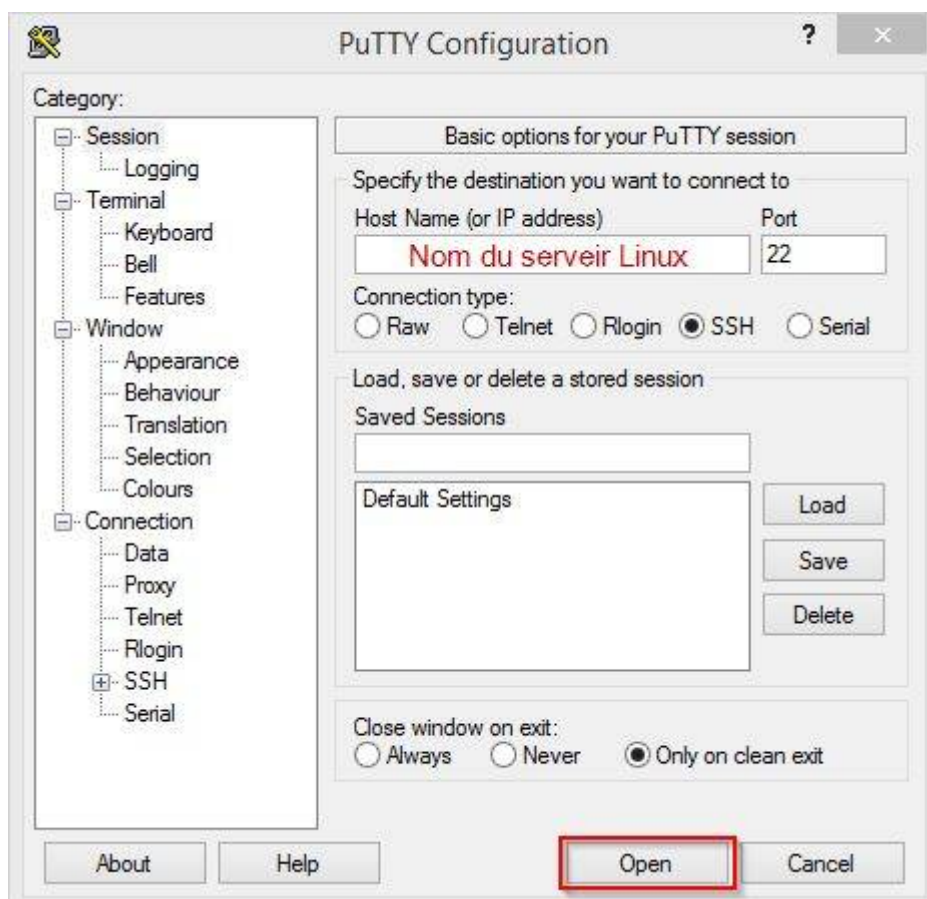 PuTTY Configuration
?
×
Category:
Session
Logging
Terminal
Keyboard
Bell
Features
Window
Appearance
Behaviour
Translation
Selection
Colours
Connection
Data
Proxy
Telnet
Rlogin
SSH
Serial
Basic options for your PuTTY session
Specify the destination you want to connect to
Host Name (or IP address) Port
Nom du serveir Linux 22
Connection type:
Raw Telnet Rlogin SSH Serial
Load, save or delete a stored session
Saved Sessions
Default Settings
Load
Save
Delete
Close window on exit:
Always Never Only on clean exit
About Help Open Cancel